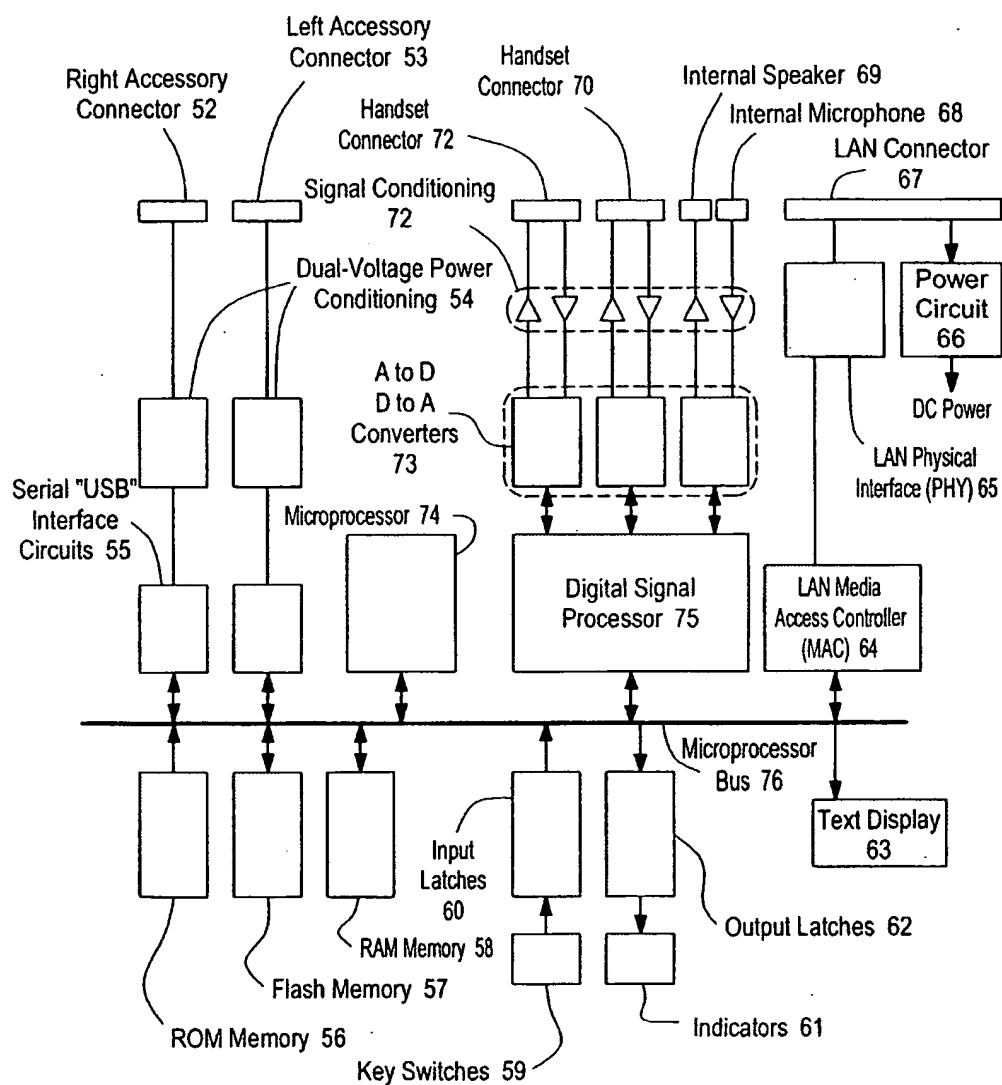 Left Accessory
Connector 53
Right Accessory
Connector 52
Handset
Connector 70
Handset
Connector
72
Internal Speaker 69
Internal Microphone 68
LAN Connector
67
Signal Conditioning
72
Dual-Voltage Power
Conditioning 54
Power
Circuit
66
A to D
D to A
Converters
73
DC Power
LAN Physical
Interface (PHY) 65
Serial "USB"
Interface
Circuits 55
Microprocessor 74
Digital Signal
Processor 75
LAN Media
Access Controller
(MAC) 64
Microprocessor
Bus 76
Text Display
63
Input
Latches
60
Output Latches 62
RAM Memory 58
Flash Memory 57
ROM Memory 56
Key Switches 59
Indicators 61